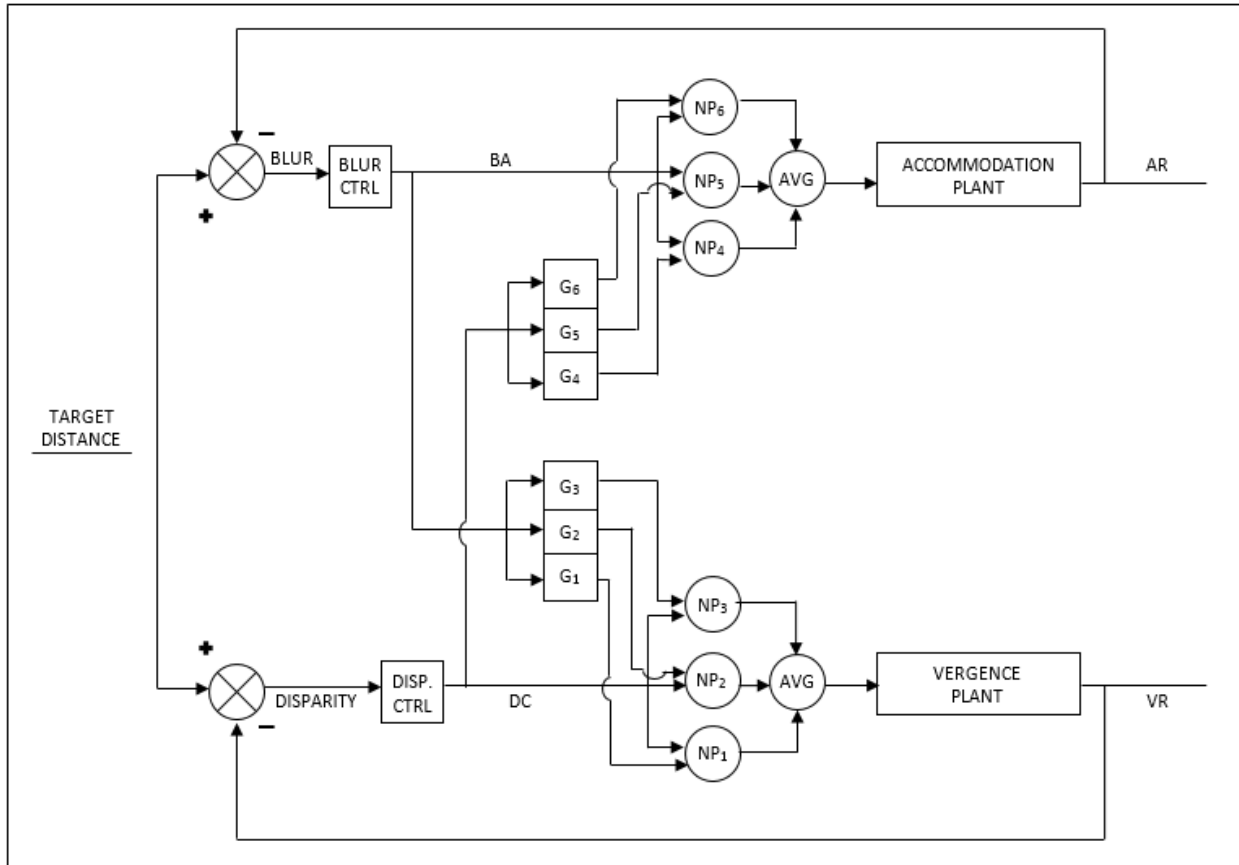 NP₆
−
BLUR
BLUR
CTRL
BA
NP₅
AVG
ACCOMMODATION
PLANT
AR
+
NP₄
G₆
G₅
G₄
TARGET
DISTANCE
G₃
G₂
G₁
NP₃
+
DISPARITY
DISP.
CTRL
DC
NP₂
AVG
VERGENCE
PLANT
VR
−
NP₁